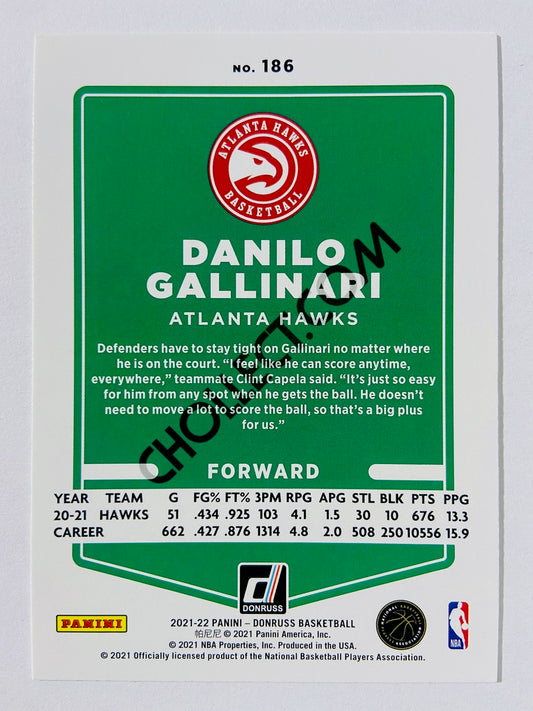 NO. 186
ATLANTA HAWKS
BASKETBALL
DANILO
GALLINARI
ATLANTA HAWKS
Defenders have to stay tight on Gallinari no matter where
he is on the court. “I feel like he can score anytime,
everywhere,” teammate Clint Capela said. “It’s just so easy
for him from any spot when he gets the ball. He doesn’t
need to move a lot to score the ball, so that’s a big plus
for us.”
CHOLLECT.COM
FORWARD
YEAR TEAM G FG% FT% 3PM RPG APG STL BLK PTS PPG
20-21 HAWKS 51 .434 .925 103 4.1 1.5 30 10 676 13.3
CAREER 662 .427 .876 1314 4.8 2.0 508 250 10556 15.9
DONRUSS
PANINI
2021-22 PANINI – DONRUSS BASKETBALL
帕尼尼 © 2021 Panini America, Inc.
© 2021 NBA Properties, Inc. Produced in the USA.
© 2021 Officially licensed product of the National Basketball Players Association.
NBA